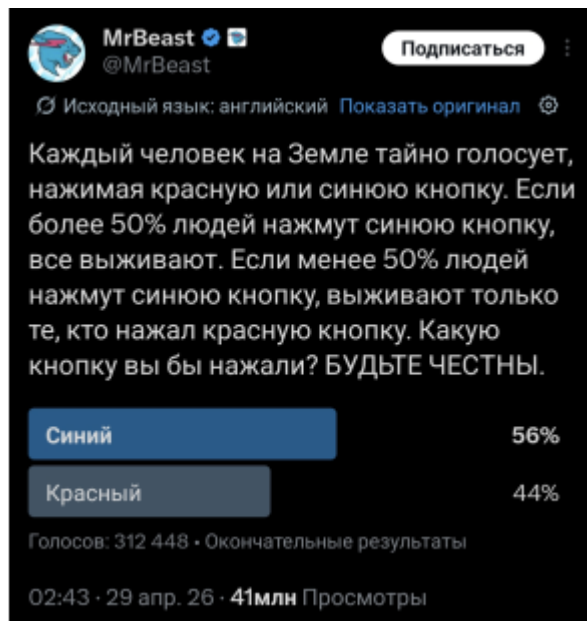 MrBeast
@MrBeast
Подписаться
Исходный язык: английский Показать оригинал
Каждый человек на Земле тайно голосует,
нажимая красную или синюю кнопку. Если
более 50% людей нажмут синюю кнопку,
все выживают. Если менее 50% людей
нажмут синюю кнопку, выживают только
те, кто нажал красную кнопку. Какую
кнопку вы бы нажали? БУДЬТЕ ЧЕСТНЫ.
Синий 56%
Красный 44%
Голосов: 312 448 • Окончательные результаты
02:43 · 29 апр. 26 · 41млн Просмотры